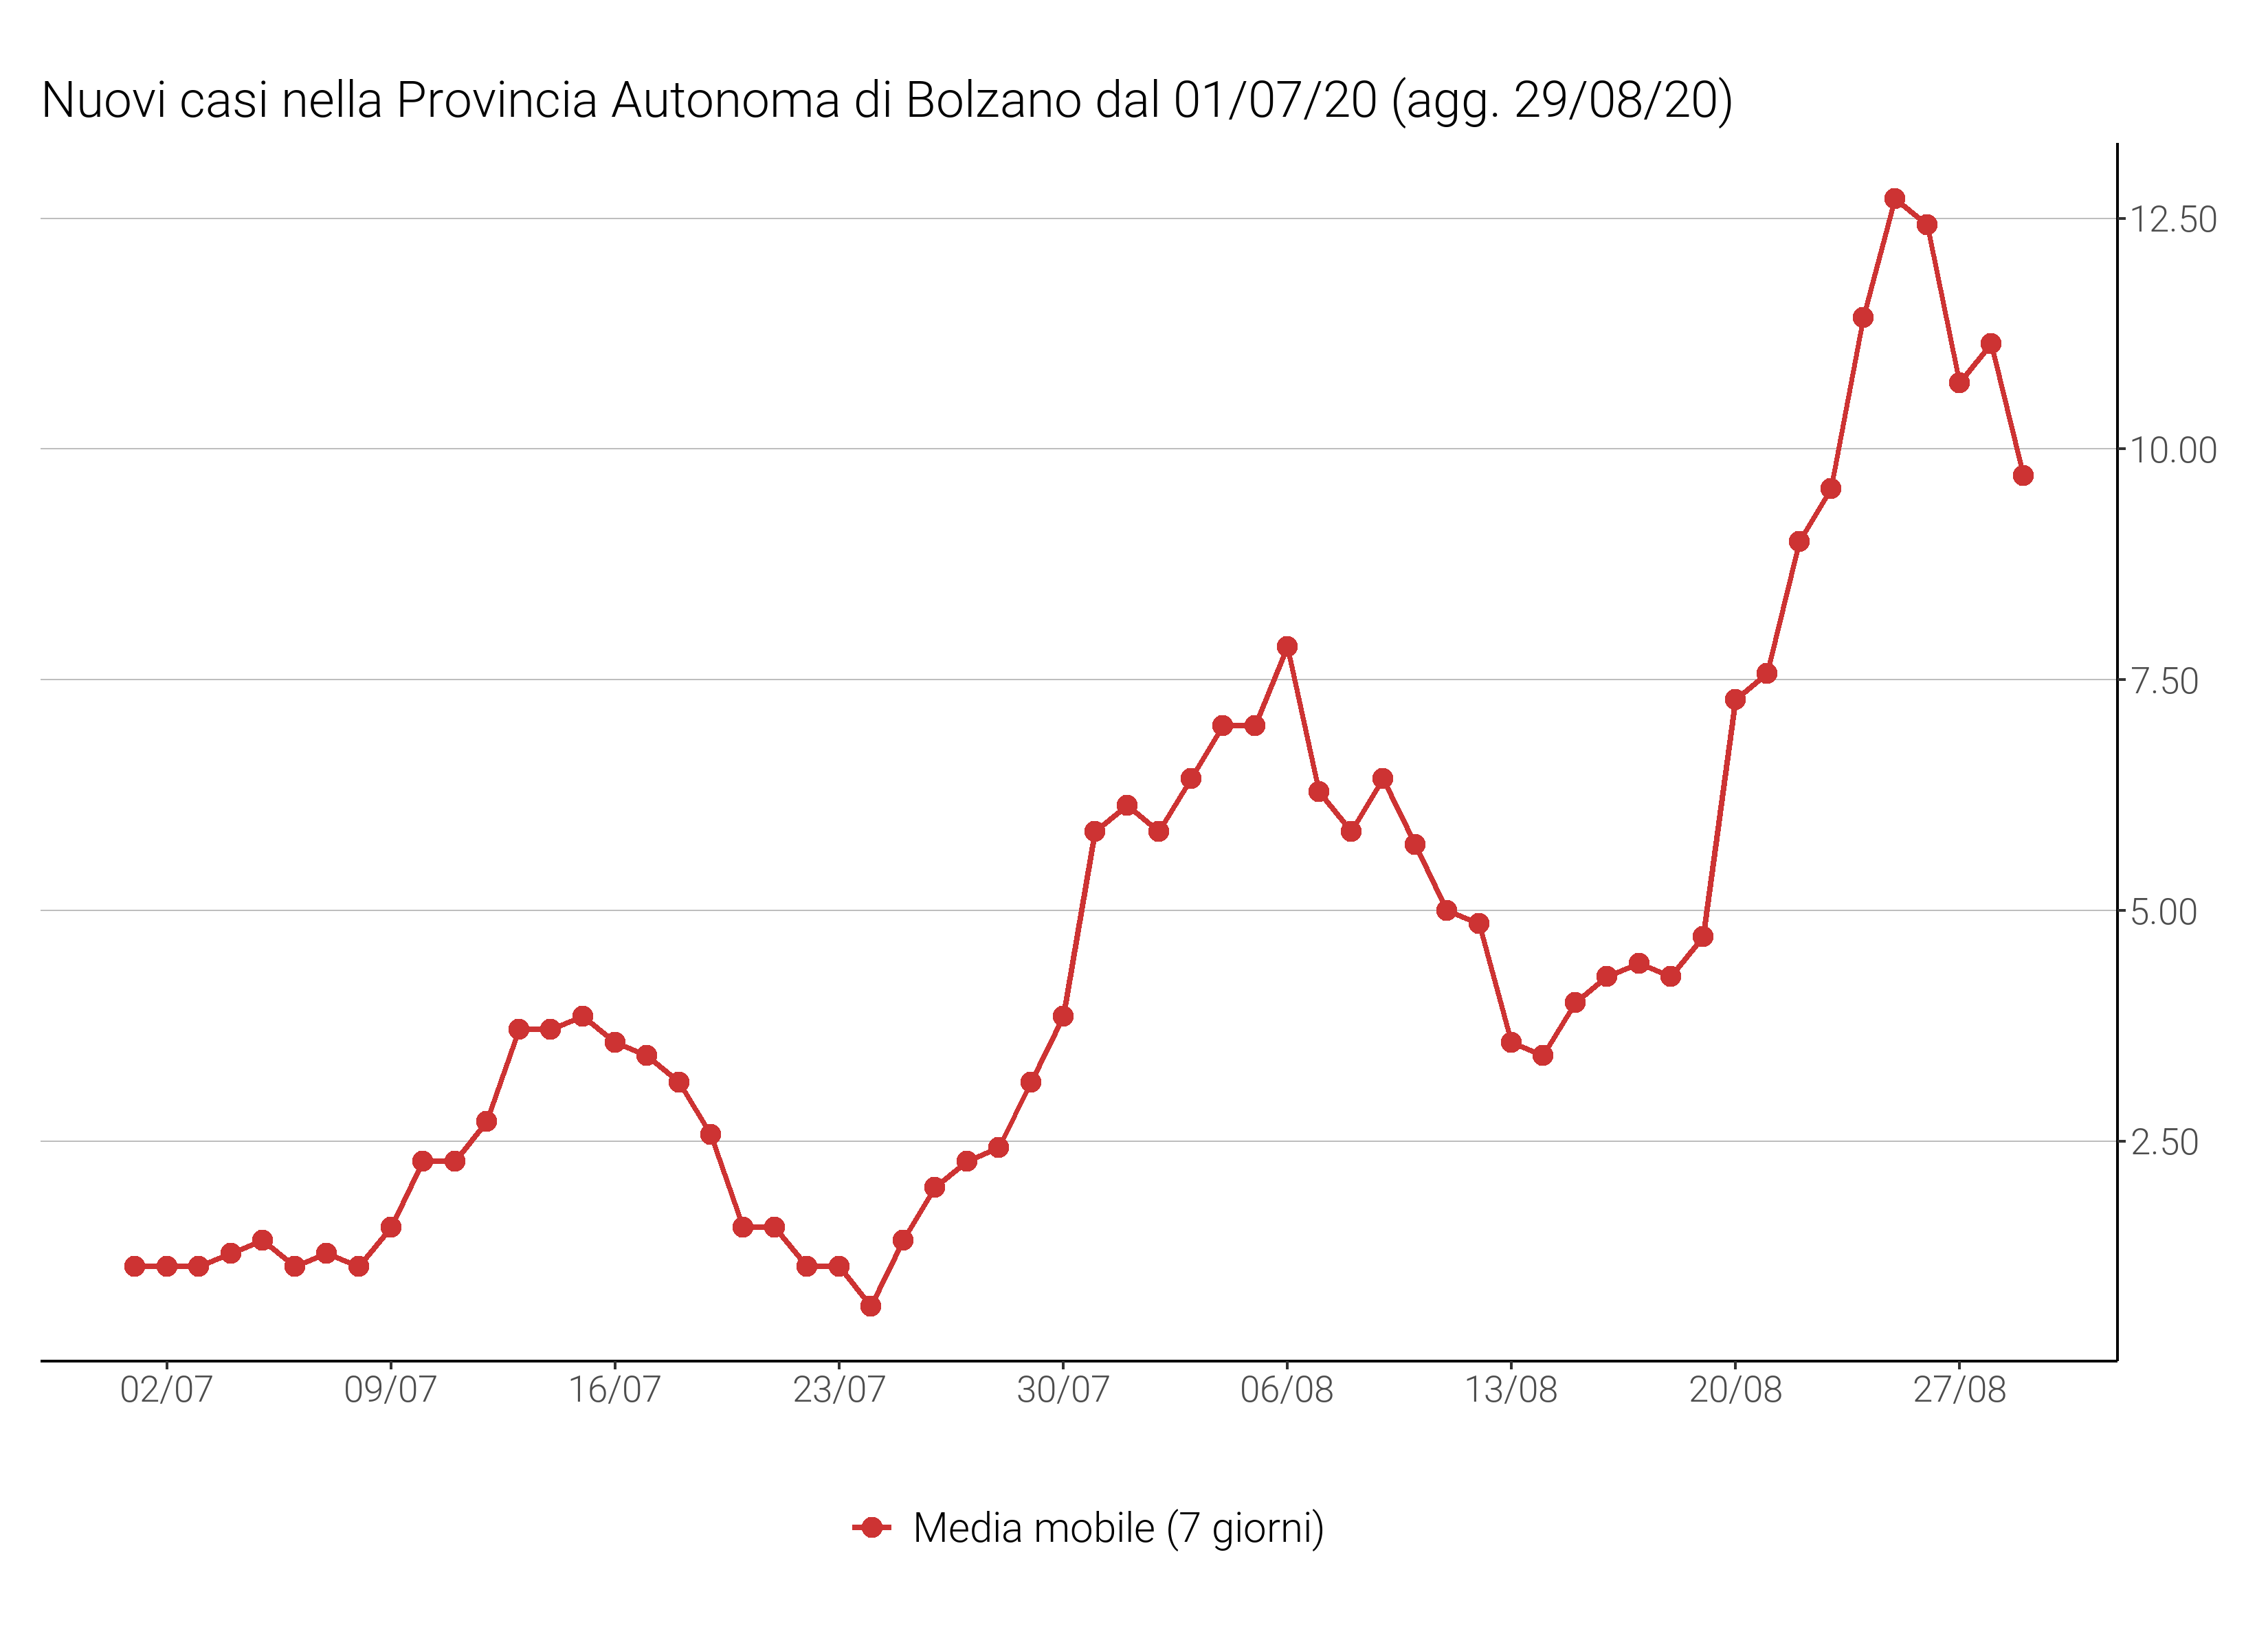 Nuovi casi nella Provincia Autonoma di Bolzano dal 01/07/20 (agg. 29/08/20)
12.50
10.00
7.50
5.00
2.50
02/07 09/07 16/07 23/07 30/07 06/08 13/08 20/08 27/08
Media mobile (7 giorni)